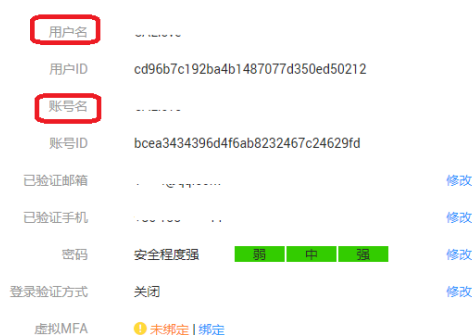 用户名
用户ID cd96b7c192ba4b1487077d350ed50212
账号名
账号ID bcea3434396d4f6ab8232467c24629fd
已验证邮箱 修改
已验证手机 修改
密码 安全程度强 弱 中 强 修改
登录验证方式 关闭 修改
虚拟MFA 未绑定 | 绑定